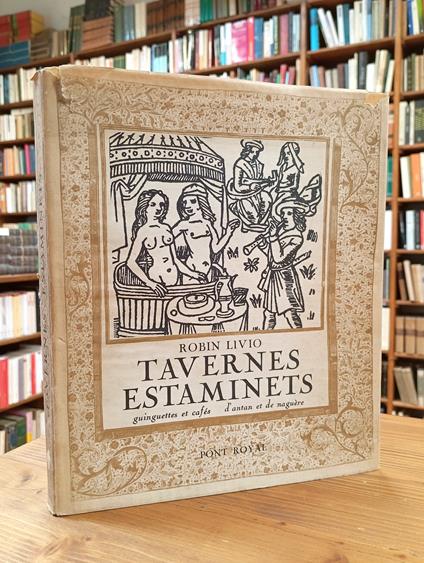 ROBIN LIVIO
TAVERNES
ESTAMINETS
guinguettes et cafés d'antan et de naguère
PONT ROYAL